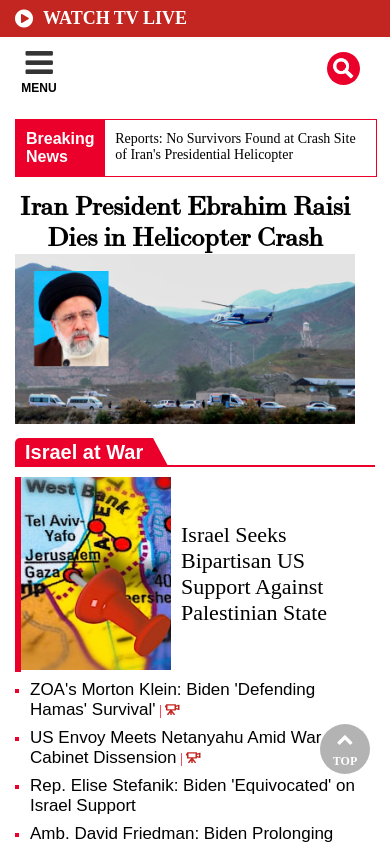 WATCH TV LIVE
MENU
Breaking
News
Reports: No Survivors Found at Crash Site
of Iran's Presidential Helicopter
Iran President Ebrahim Raisi
Dies in Helicopter Crash
Israel at War
West Bank
Tel Aviv-
Yafo
Jerusalem
Gaza
40
eersheba
Israel Seeks
Bipartisan US
Support Against
Palestinian State
ZOA's Morton Klein: Biden 'Defending
Hamas' Survival' |
US Envoy Meets Netanyahu Amid War
Cabinet Dissension |
Rep. Elise Stefanik: Biden 'Equivocated' on
Israel Support
Amb. David Friedman: Biden Prolonging
TOP